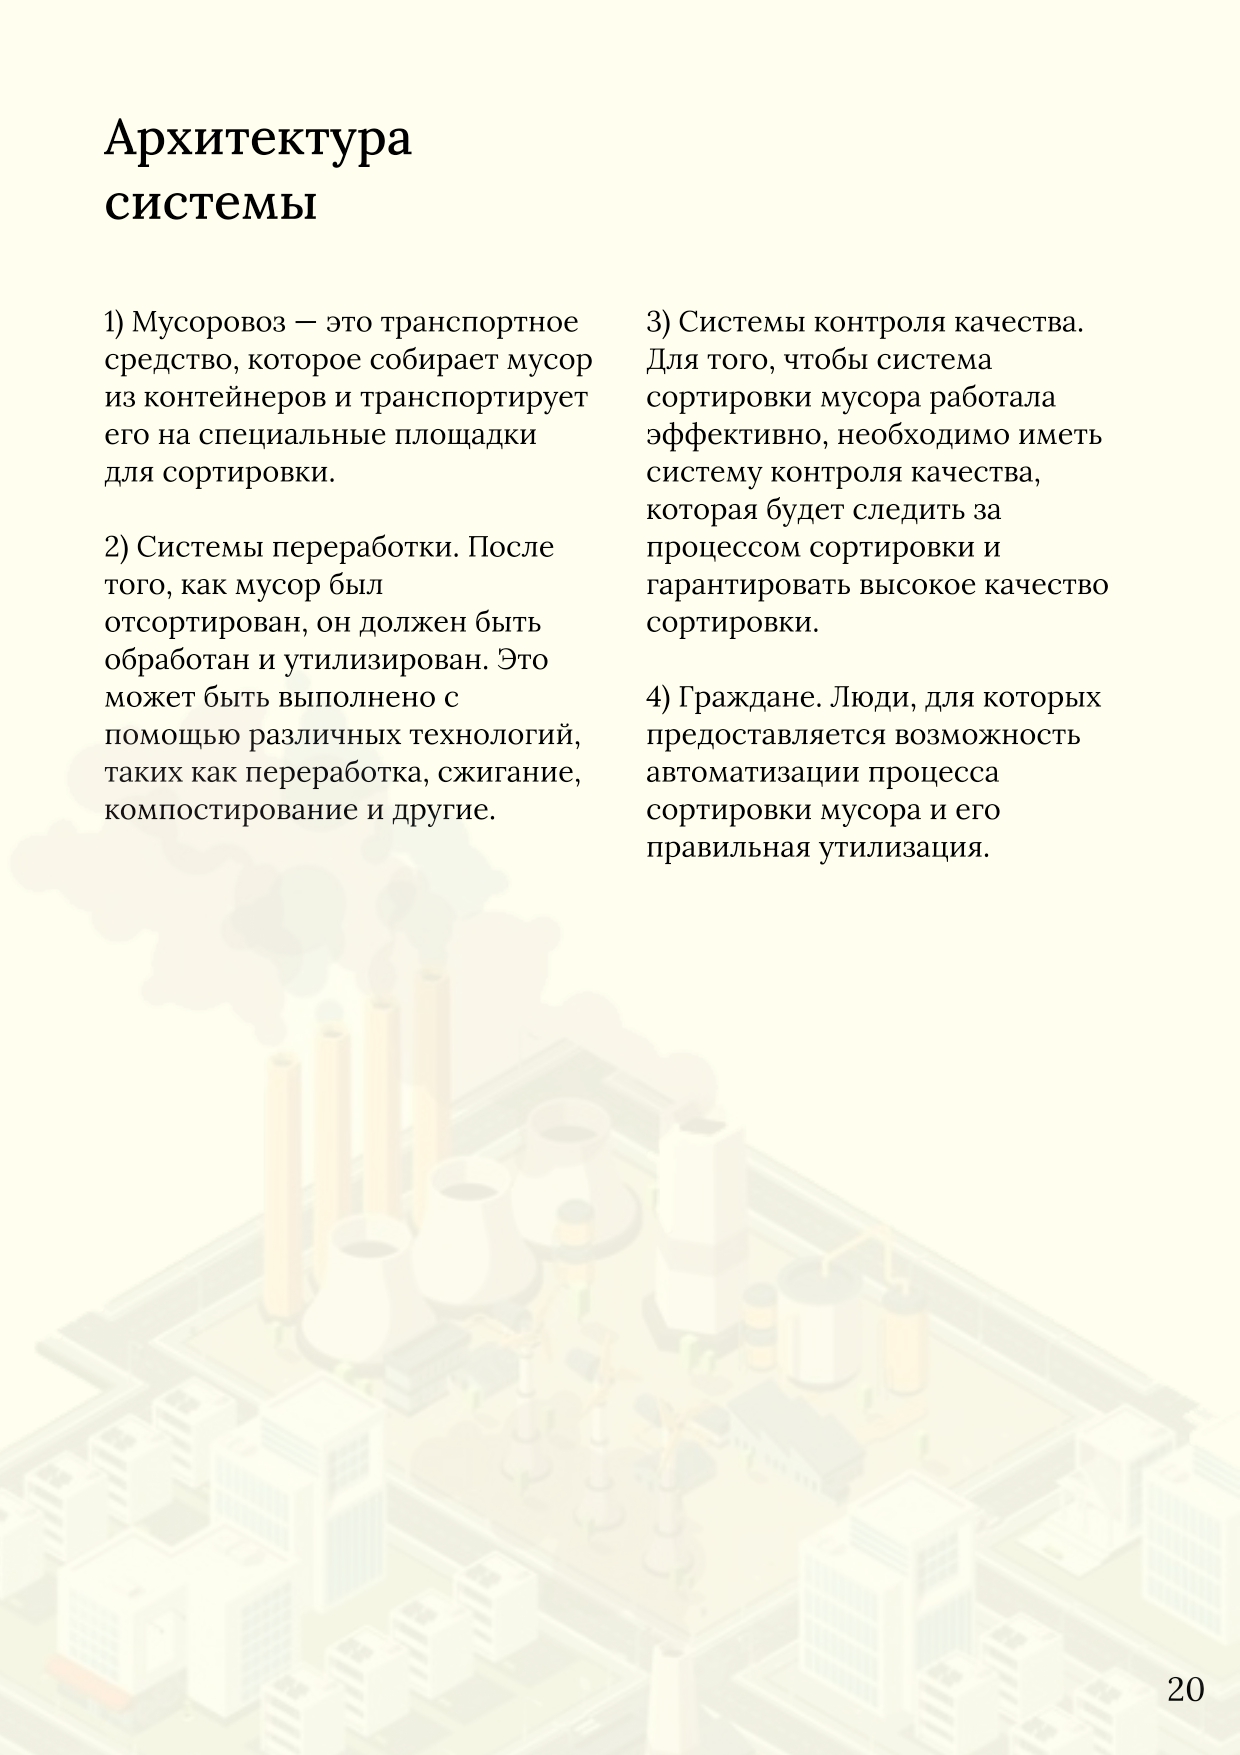 Архитектура
системы
1) Мусоровоз — это транспортное
средство, которое собирает мусор
из контейнеров и транспортирует
его на специальные площадки
для сортировки.
2) Системы переработки. После
того, как мусор был
отсортирован, он должен быть
обработан и утилизирован. Это
может быть выполнено с
помощью различных технологий,
таких как переработка, сжигание,
компостирование и другие.
3) Системы контроля качества.
Для того, чтобы система
сортировки мусора работала
эффективно, необходимо иметь
систему контроля качества,
которая будет следить за
процессом сортировки и
гарантировать высокое качество
сортировки.
4) Граждане. Люди, для которых
предоставляется возможность
автоматизации процесса
сортировки мусора и его
правильная утилизация.
20